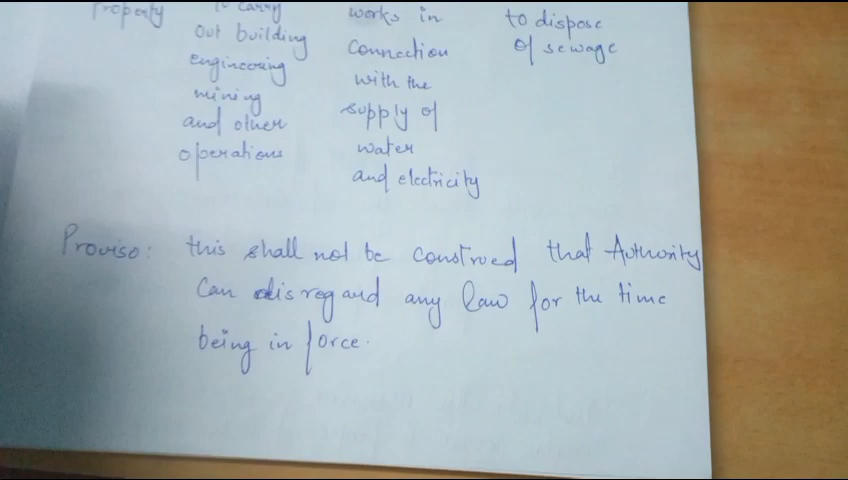 Property
to carry
out building
engineering
mining
and other
operations
works in
connection
with the
supply of
water
and electricity
to dispose
of sewage
Proviso: this shall not be construed that Authority
can disregard any law for the time
being in force.